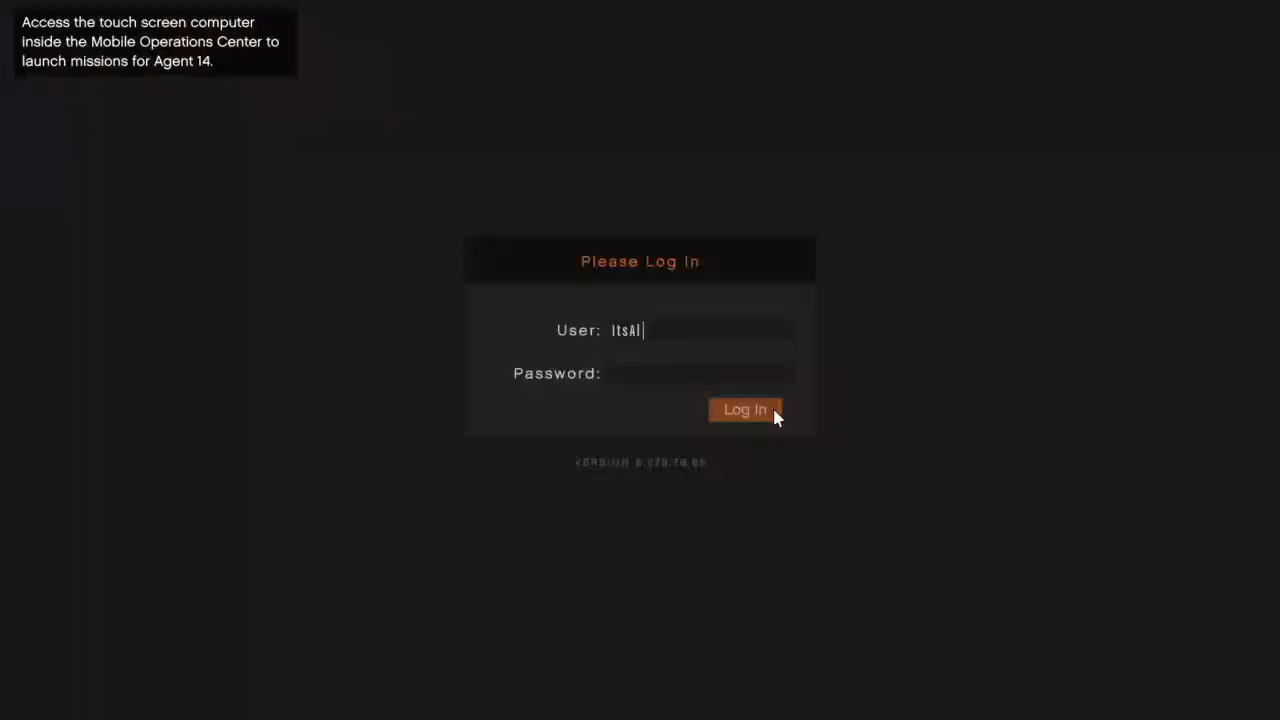 Access the touch screen computer
inside the Mobile Operations Center to
launch missions for Agent 14.
Please Log In
User: ItsAl
Password:
Log In
VERSION